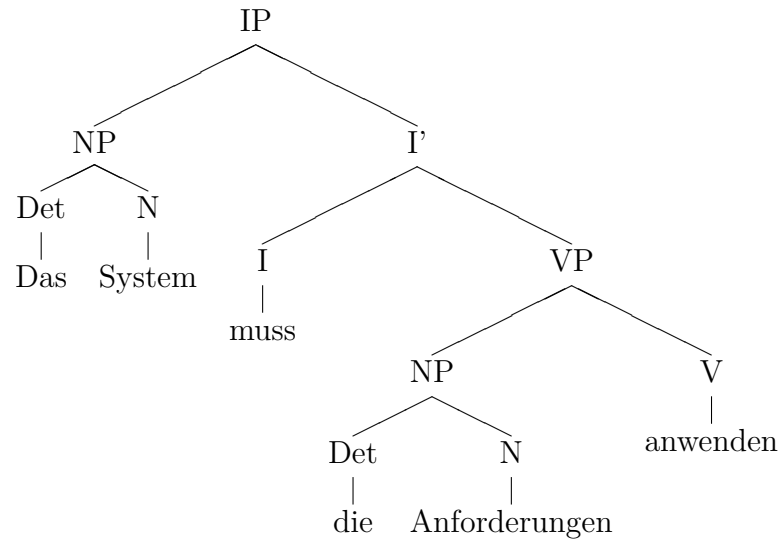 IP
NP I'
Det N
Das System
I VP
muss
NP V
Det N anwenden
die Anforderungen